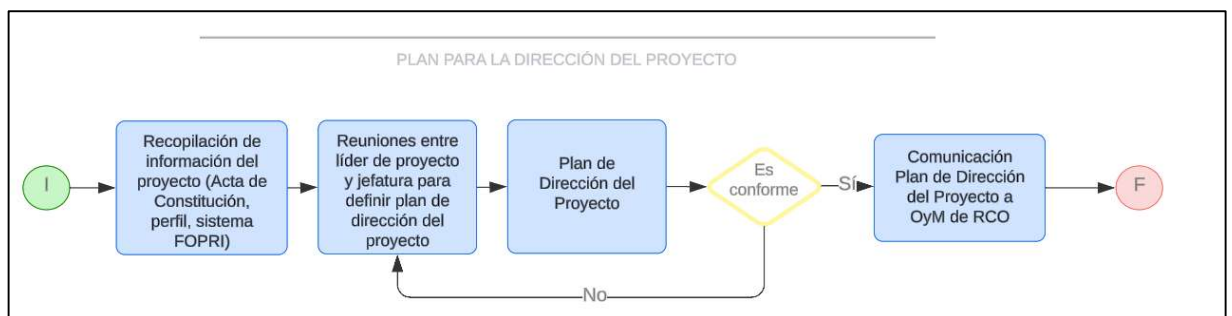 PLAN PARA LA DIRECCIÓN DEL PROYECTO
I
Recopilación de
información del
proyecto (Acta de
Constitución,
perfil, sistema
FOPRI)
Reuniones entre
líder de proyecto
y jefatura para
definir plan de
dirección del
proyecto
Plan de
Dirección del
Proyecto
Es
conforme
Sí
Comunicación
Plan de Dirección
del Proyecto a
OyM de RCO
F
No